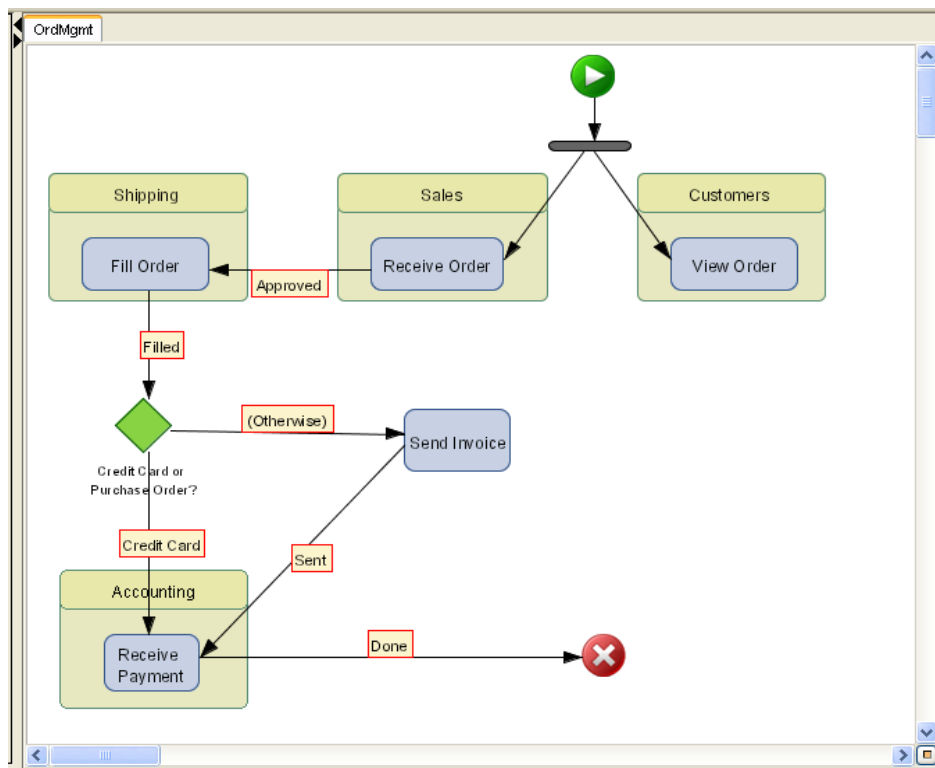 OrdMgmt
Shipping
Sales
Customers
Fill Order
Receive Order
View Order
Approved
Filled
(Otherwise)
Send Invoice
Credit Card or
Purchase Order?
Credit Card
Sent
Accounting
Done
Receive
Payment